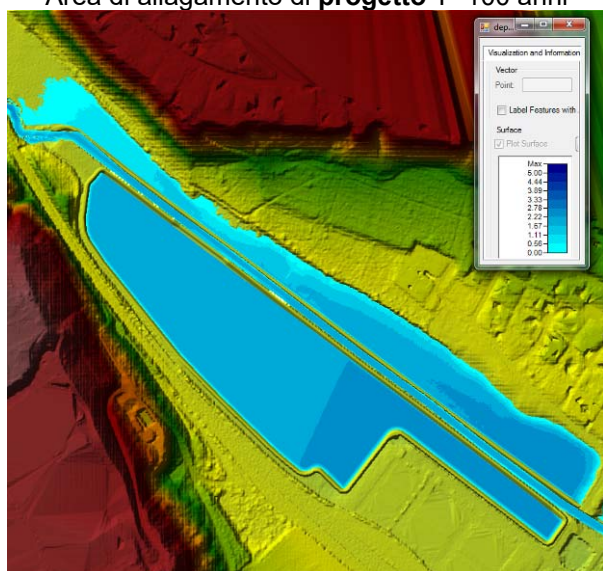 Area di allagamento di progetto T=100 anni
dep...
Visualization and Information
Vector
Point:
Label Features with
Surface
Plot Surface
Max
5.00
4.44
3.89
3.33
2.78
2.22
1.67
1.11
0.56
0.00